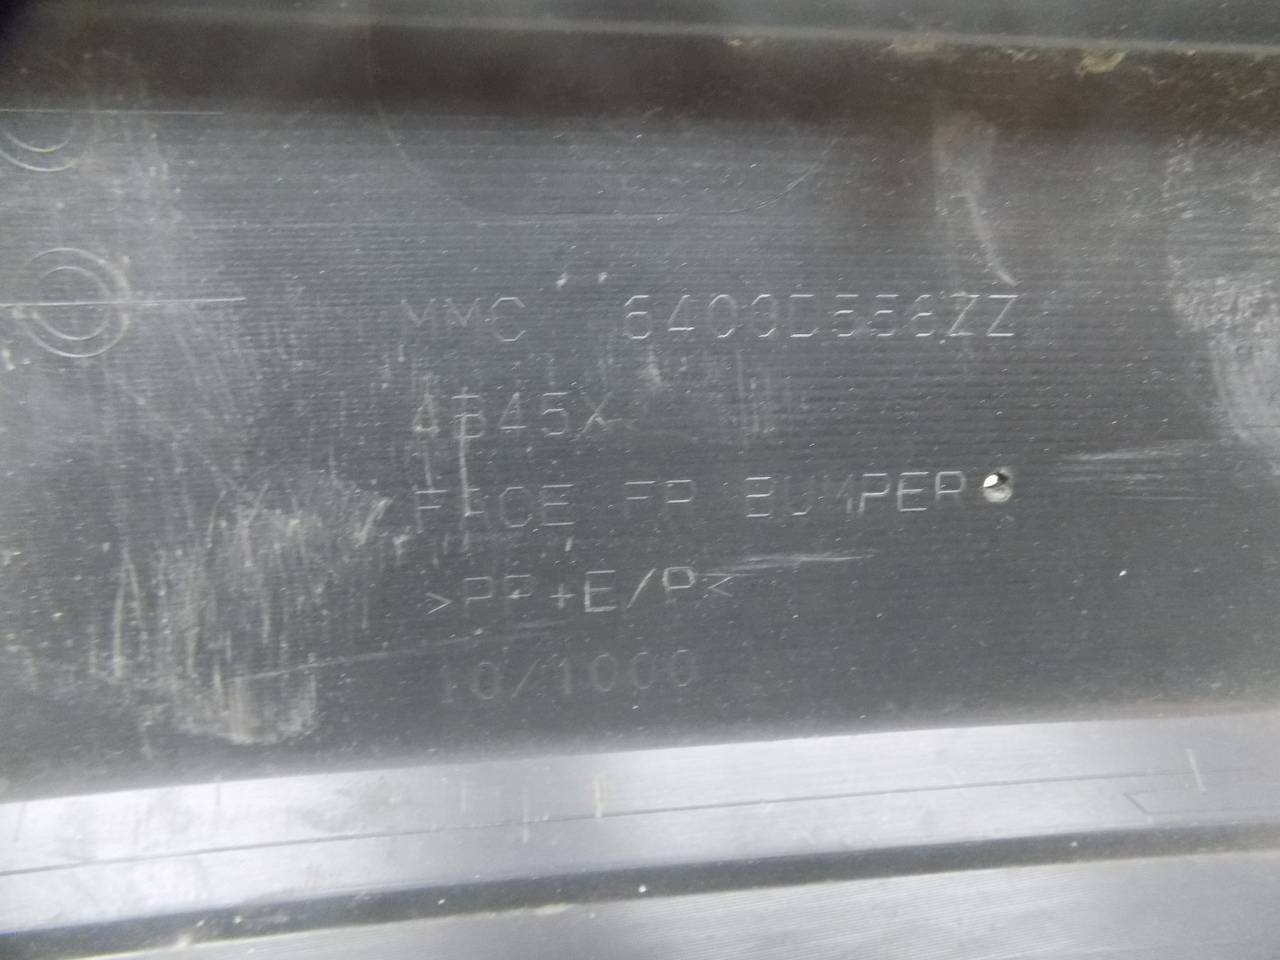 MMC 6400D556ZZ
4B45X
FACE FR BUMPER
>PP+E/P<
10/1000